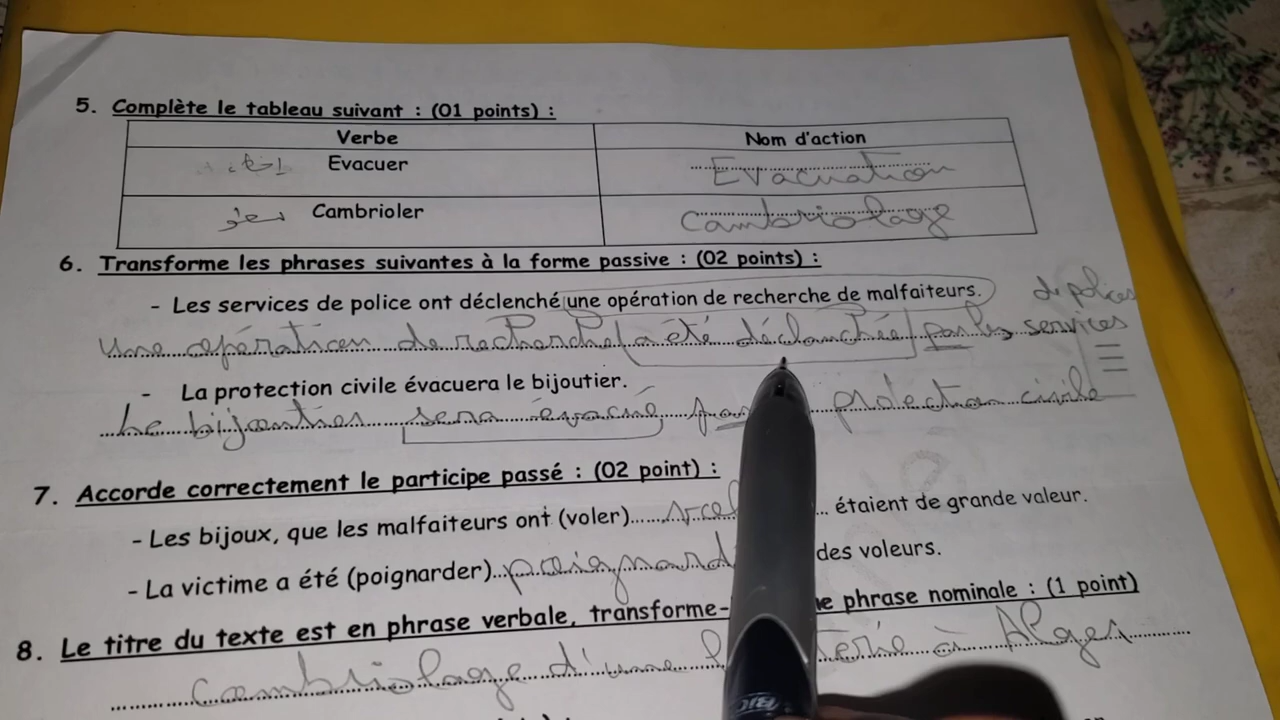 5. Complète le tableau suivant : (01 points) :
Verbe Nom d'action
Evacuer Evacuation
Cambrioler cambriolage
6. Transforme les phrases suivantes à la forme passive : (02 points) :
- Les services de police ont déclenché une opération de recherche de malfaiteurs.
de polices
Une opération de recherche a été déclanchée par les services
- La protection civile évacuera le bijoutier.
Le bijoutier sera évacué protection civile
7. Accorde correctement le participe passé : (02 point) :
- Les bijoux, que les malfaiteurs ont (voler)...... étaient de grande valeur.
- La victime a été (poignarder)... des voleurs.
8. Le titre du texte est en phrase verbale, transforme- phrase nominale : (1 point)
cambriolage d'une à Alger
BIC